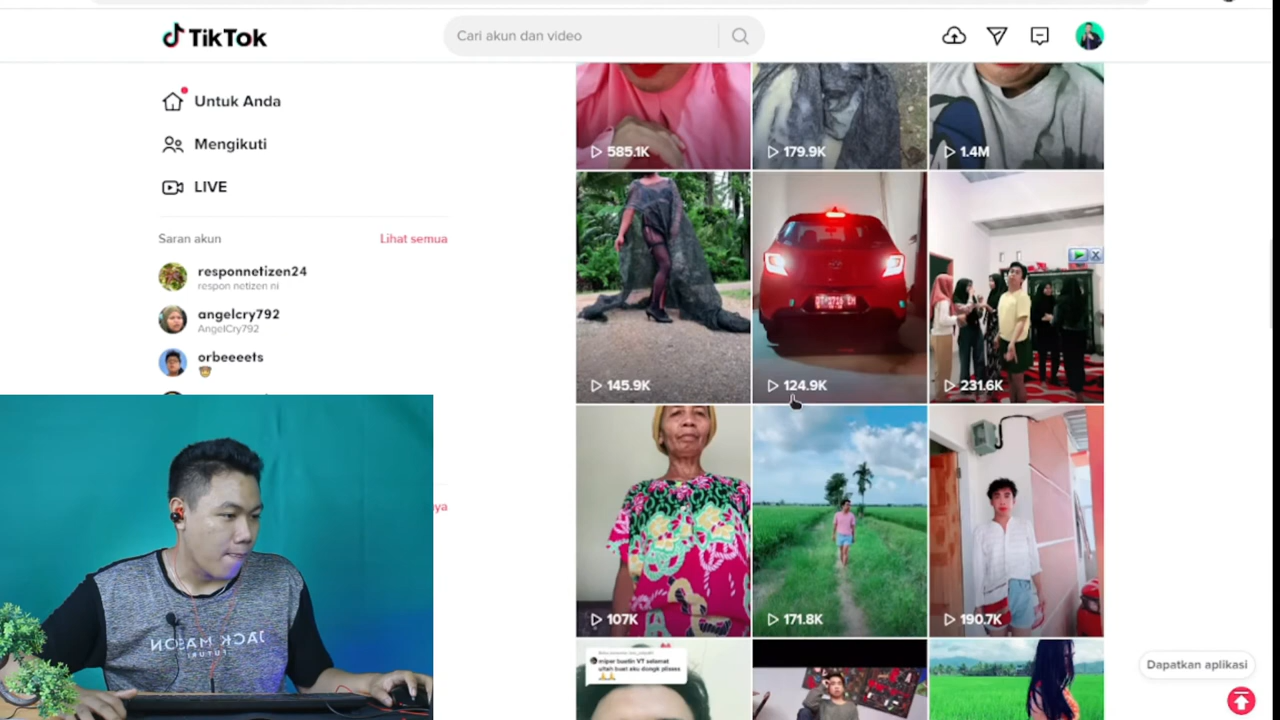 TikTok
Cari akun dan video
Untuk Anda
Mengikuti
LIVE
Saran akun
Lihat semua
responnetizen24
respon netizen ni
angelcry792
AngelCry792
orbeeeets
ya
585.1K
179.9K
1.4M
145.9K
124.9K
231.6K
107K
171.8K
190.7K
JACK MASON
X
Dapatkan aplikasi